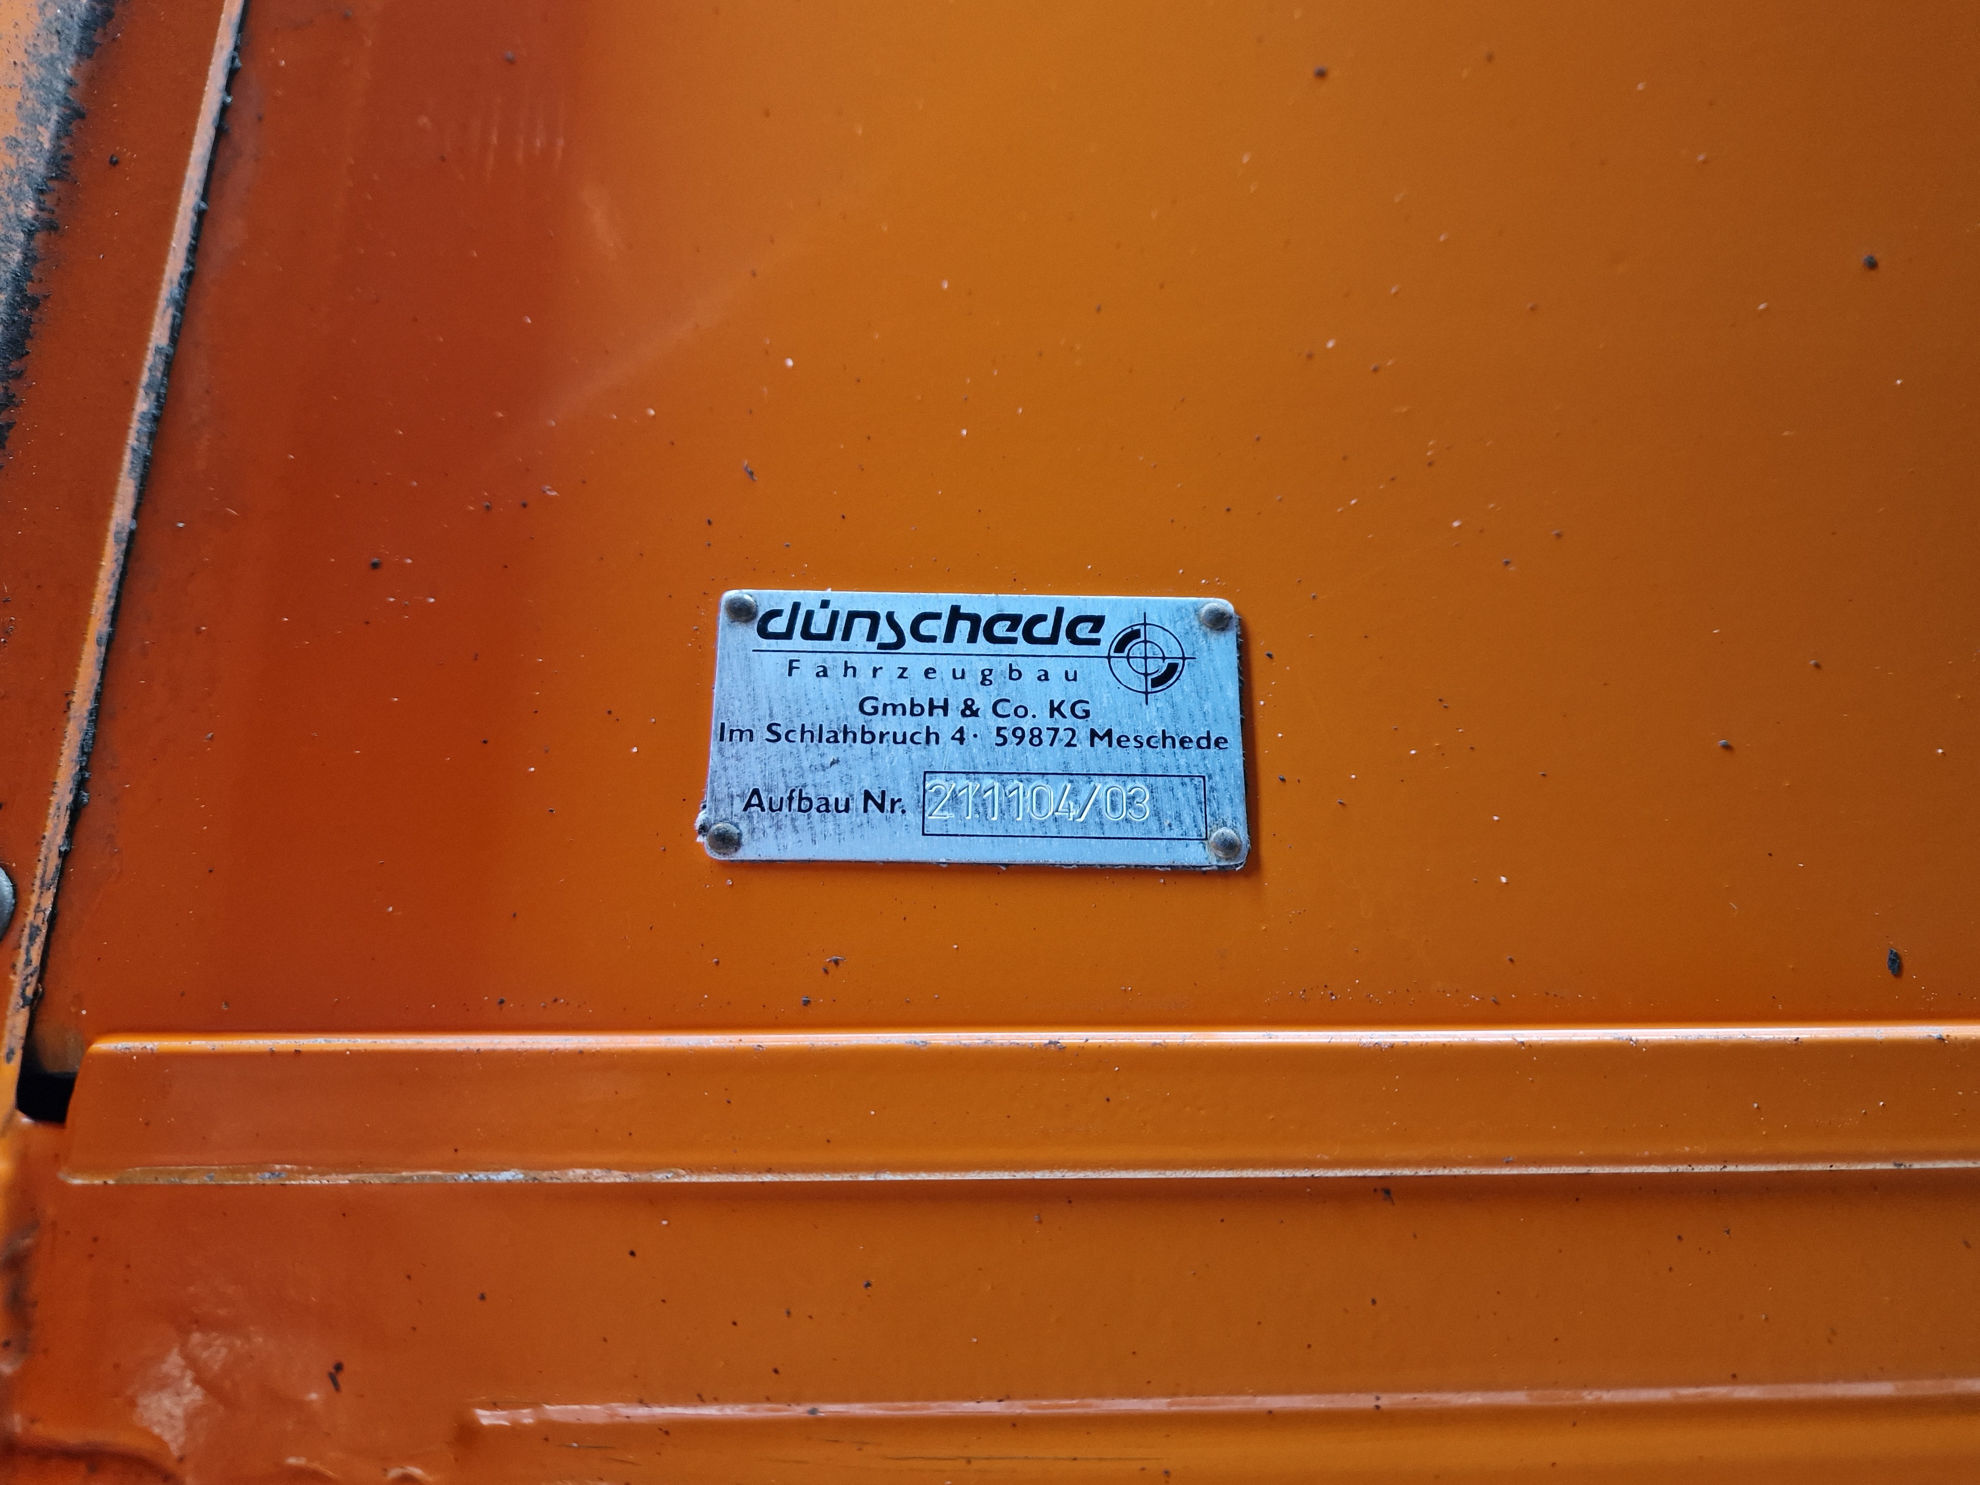 dünschede
Fahrzeugbau
GmbH & Co. KG
Im Schlahbruch 4 · 59872 Meschede
Aufbau Nr. 211104/03